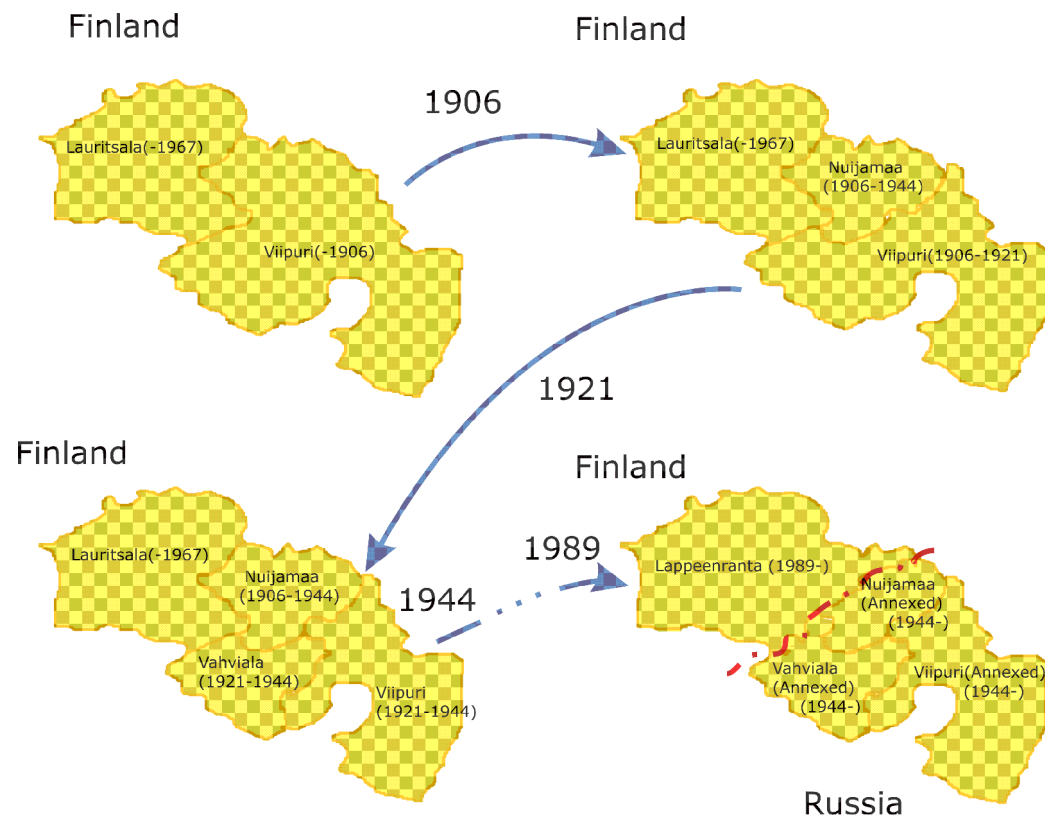 Finland
Lauritsala(-1967)
Viipuri(-1906)
1906
Finland
Lauritsala(-1967)
Nuijamaa
(1906-1944)
Viipuri(1906-1921)
1921
Finland
Lauritsala(-1967)
Nuijamaa
(1906-1944)
Vahviala
(1921-1944)
Viipuri
(1921-1944)
1944
1989
Finland
Lappeenranta (1989-)
Nuijamaa
(Annexed)
(1944-)
Vahviala
(Annexed)
(1944-)
Viipuri(Annexed)
(1944-)
Russia